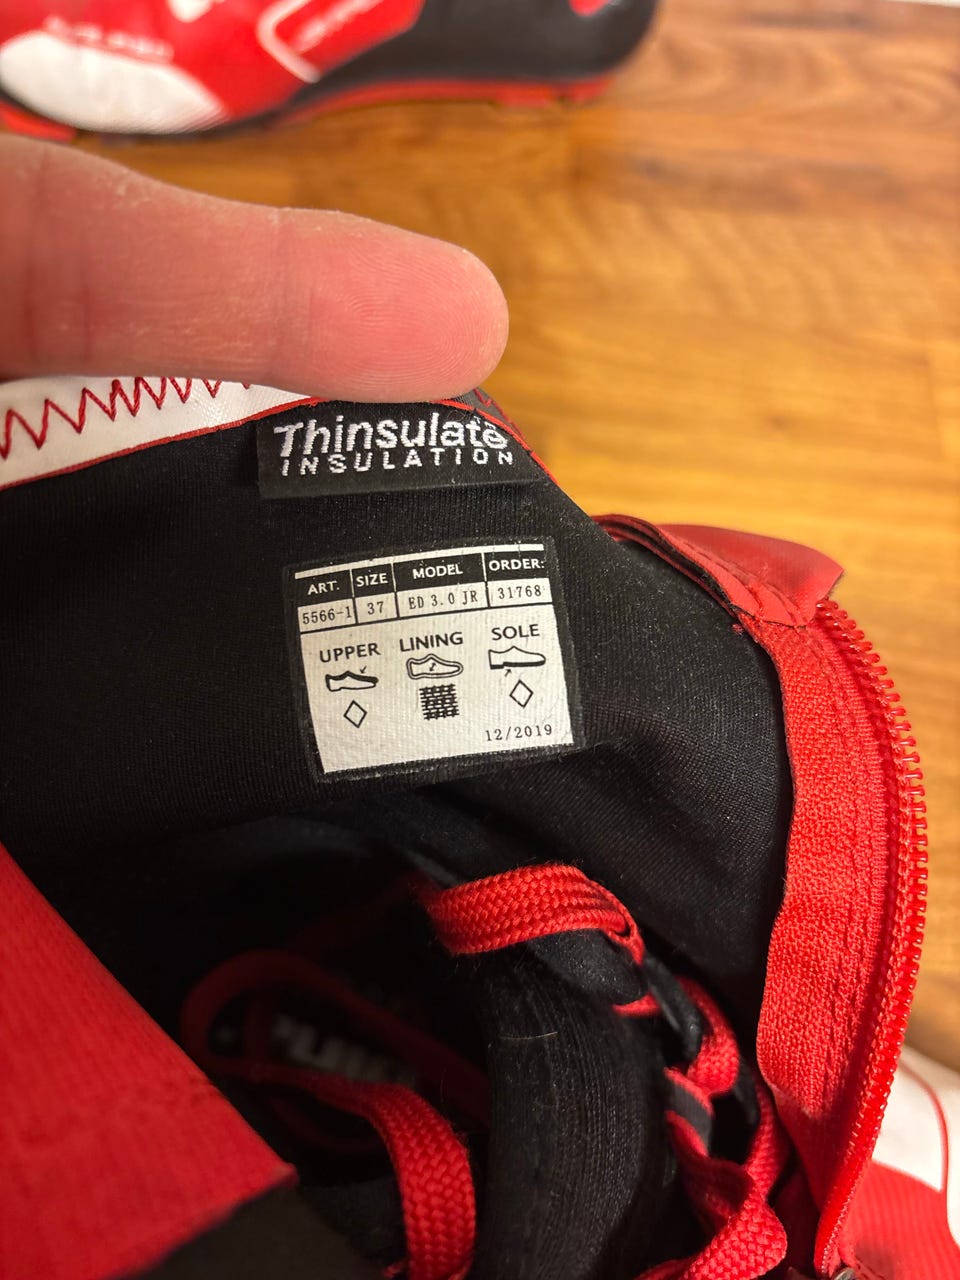 Thinsulate
INSULATION
ART. SIZE MODEL ORDER:
5566-1 37 ED 3.0 JR 31768
UPPER LINING SOLE
12/2019